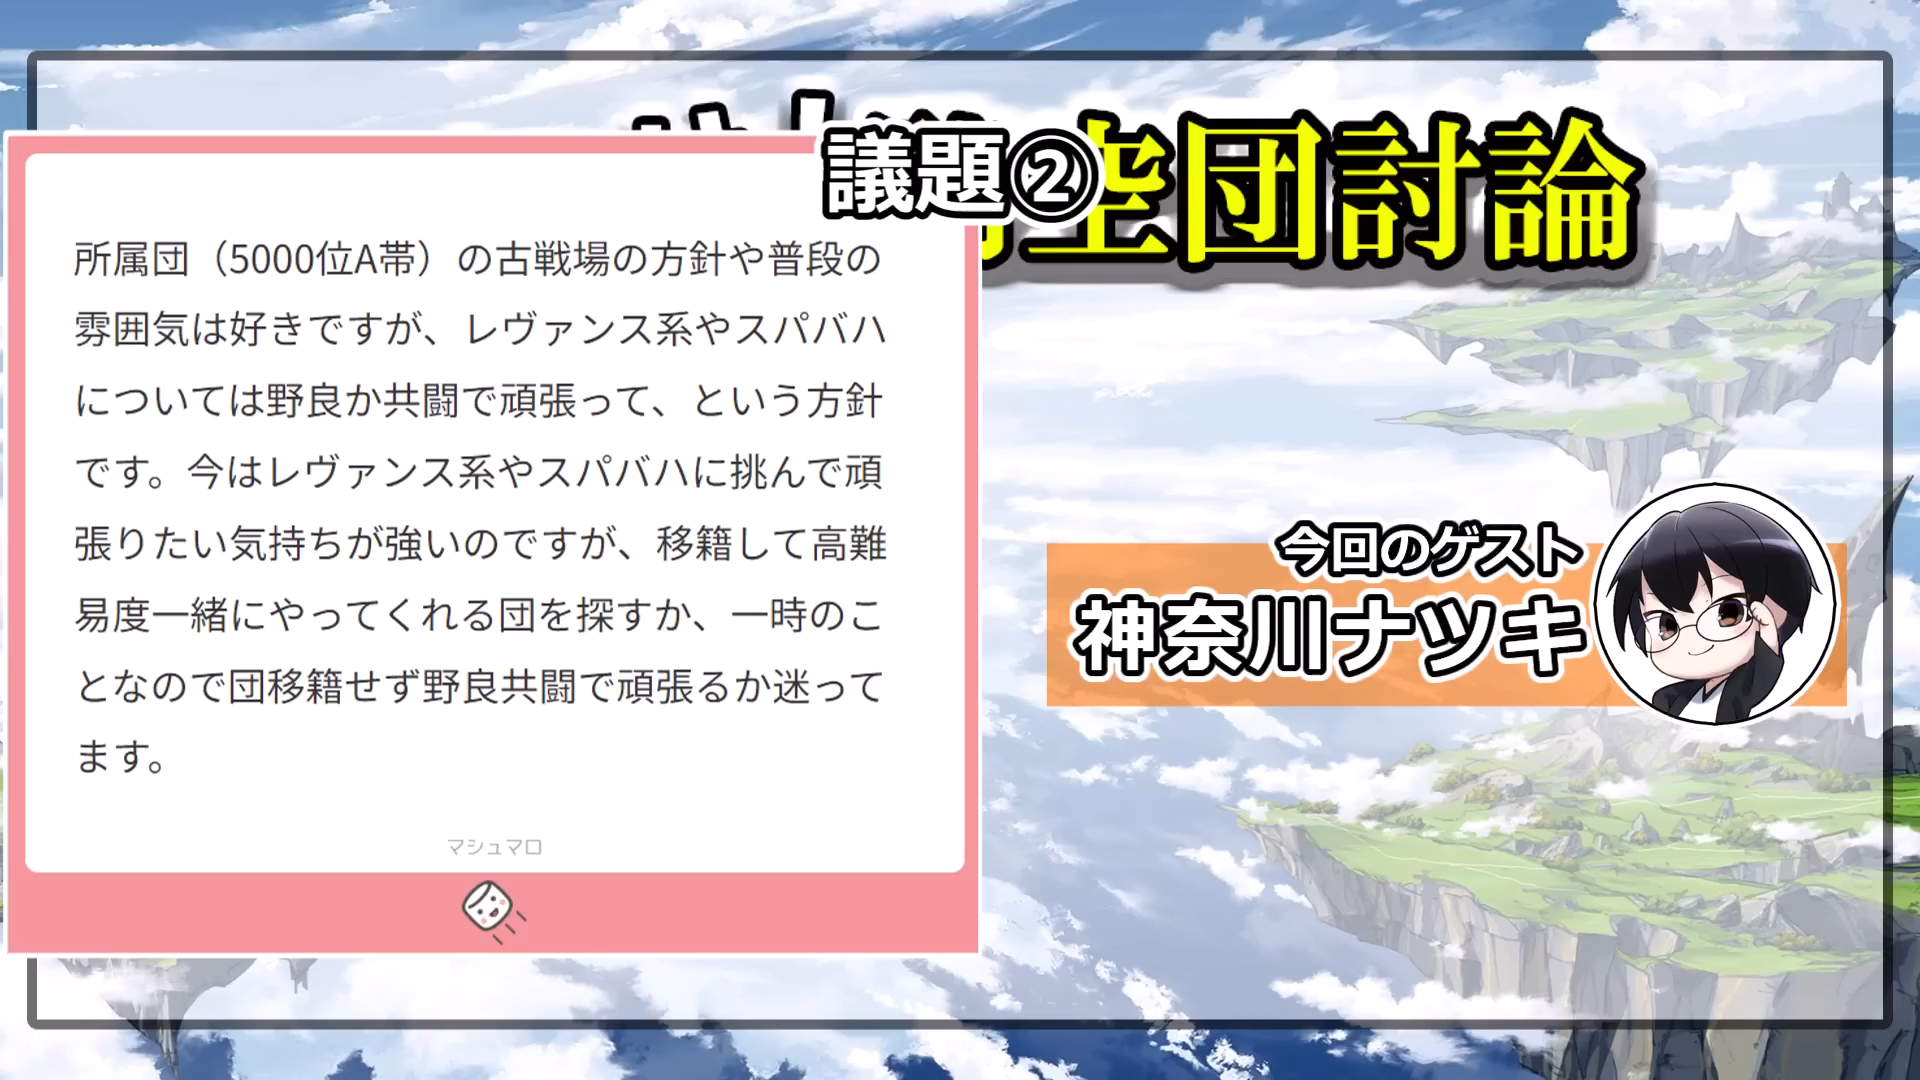 議題②
空団討論
所属団（5000位A帯）の古戦場の方針や普段の
雰囲気は好きですが、レヴァンス系やスパバハ
については野良か共闘で頑張って、という方針
です。今はレヴァンス系やスパバハに挑んで頑
張りたい気持ちが強いのですが、移籍して高難
易度一緒にやってくれる団を探すか、一時のこ
となので団移籍せず野良共闘で頑張るか迷って
ます。
マシュマロ
今回のゲスト
神奈川ナツキ